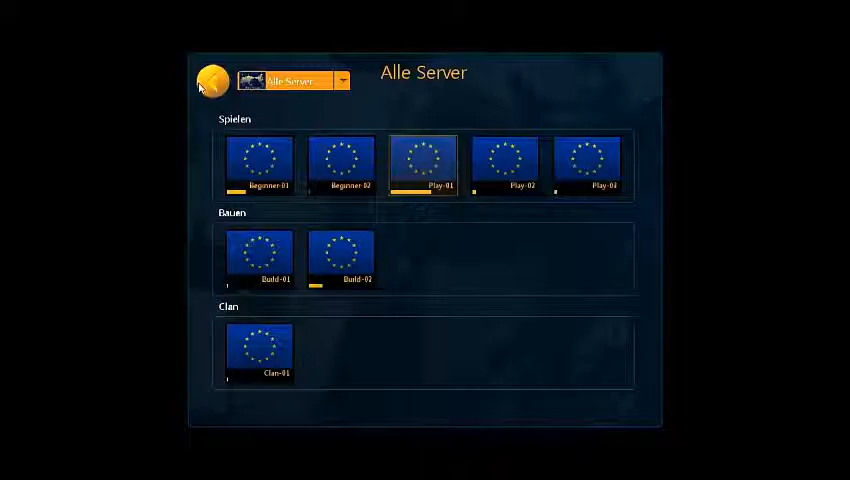 Alle Server
Alle Server
Spielen
Beginner-01
Beginner-02
Play-01
Play-02
Play-03
Bauen
Build-01
Build-02
Clan
Clan-01